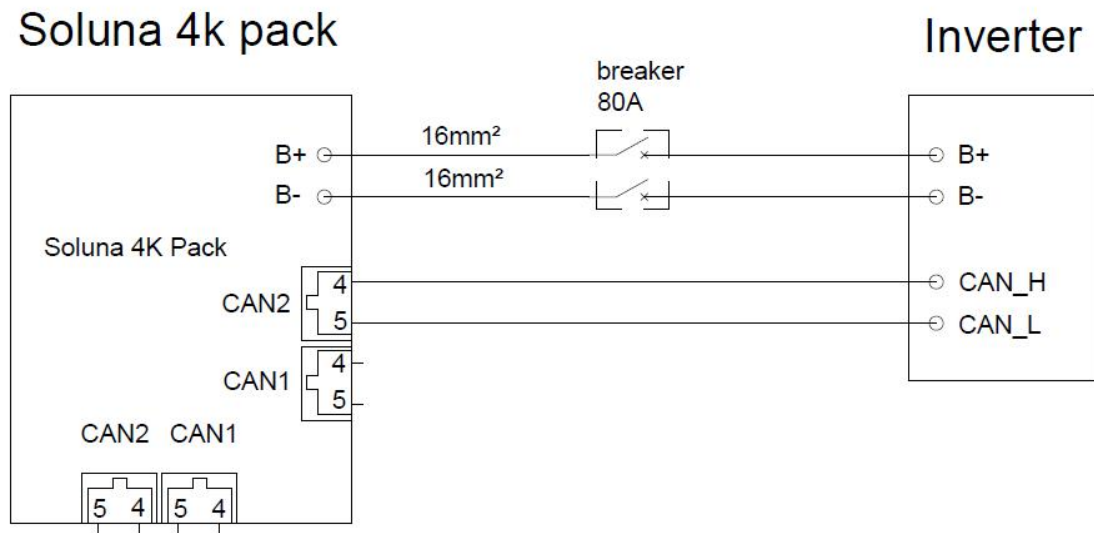 Soluna 4k pack
Inverter
breaker
80A
16mm²
B+
B+
16mm²
B-
B-
Soluna 4K Pack
4
CAN_H
CAN2
5
CAN_L
4
CAN1
5
CAN2 CAN1
5 4 5 4